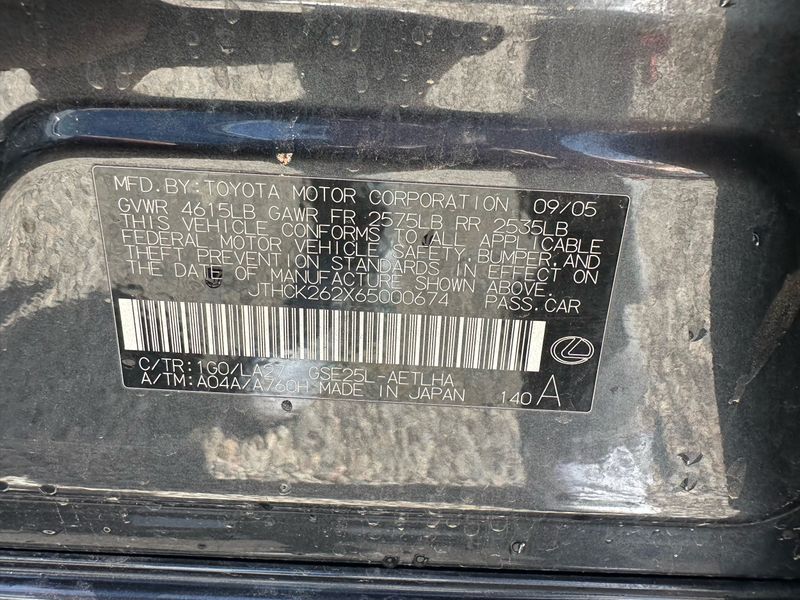 MFD.BY:TOYOTA MOTOR CORPORATION 09/05
GVWR 4615LB GAWR FR 2575LB RR 2535LB
THIS VEHICLE CONFORMS TO ALL APPLICABLE
FEDERAL MOTOR VEHICLE SAFETY,BUMPER,AND
THEFT PREVENTION STANDARDS IN EFFECT ON
THE DATE OF MANUFACTURE SHOWN ABOVE.
JTHCK262X65000674 PASS.CAR
C/TR:1G0/LA27 GSE25L-AETLHA
A/TM:A04A/A760H MADE IN JAPAN 140 A